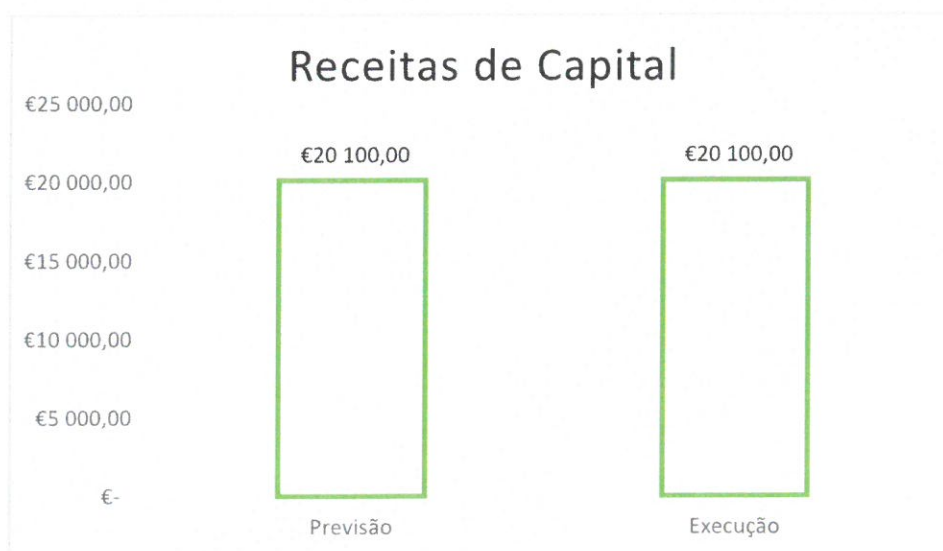 Receitas de Capital
€25 000,00
€20 100,00 €20 100,00
€20 000,00
€15 000,00
€10 000,00
€5 000,00
€-
Previsão Execução